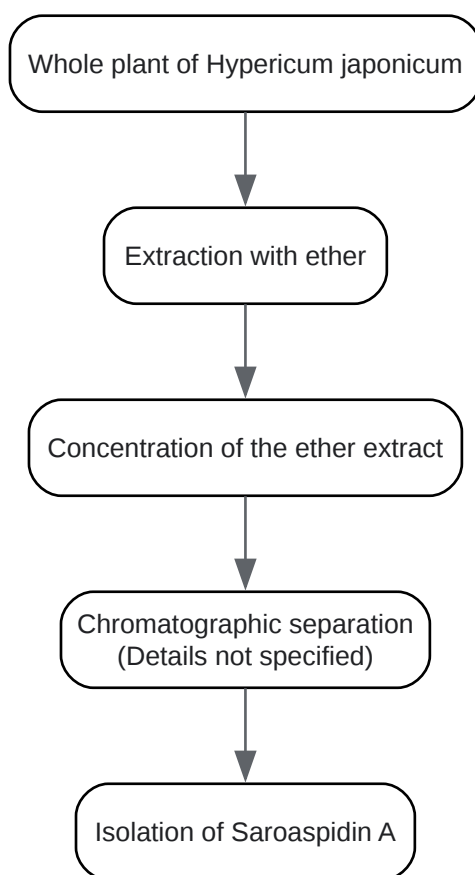 Whole plant of Hypericum japonicum
Extraction with ether
Concentration of the ether extract
Chromatographic separation
(Details not specified)
Isolation of Saroaspidin A